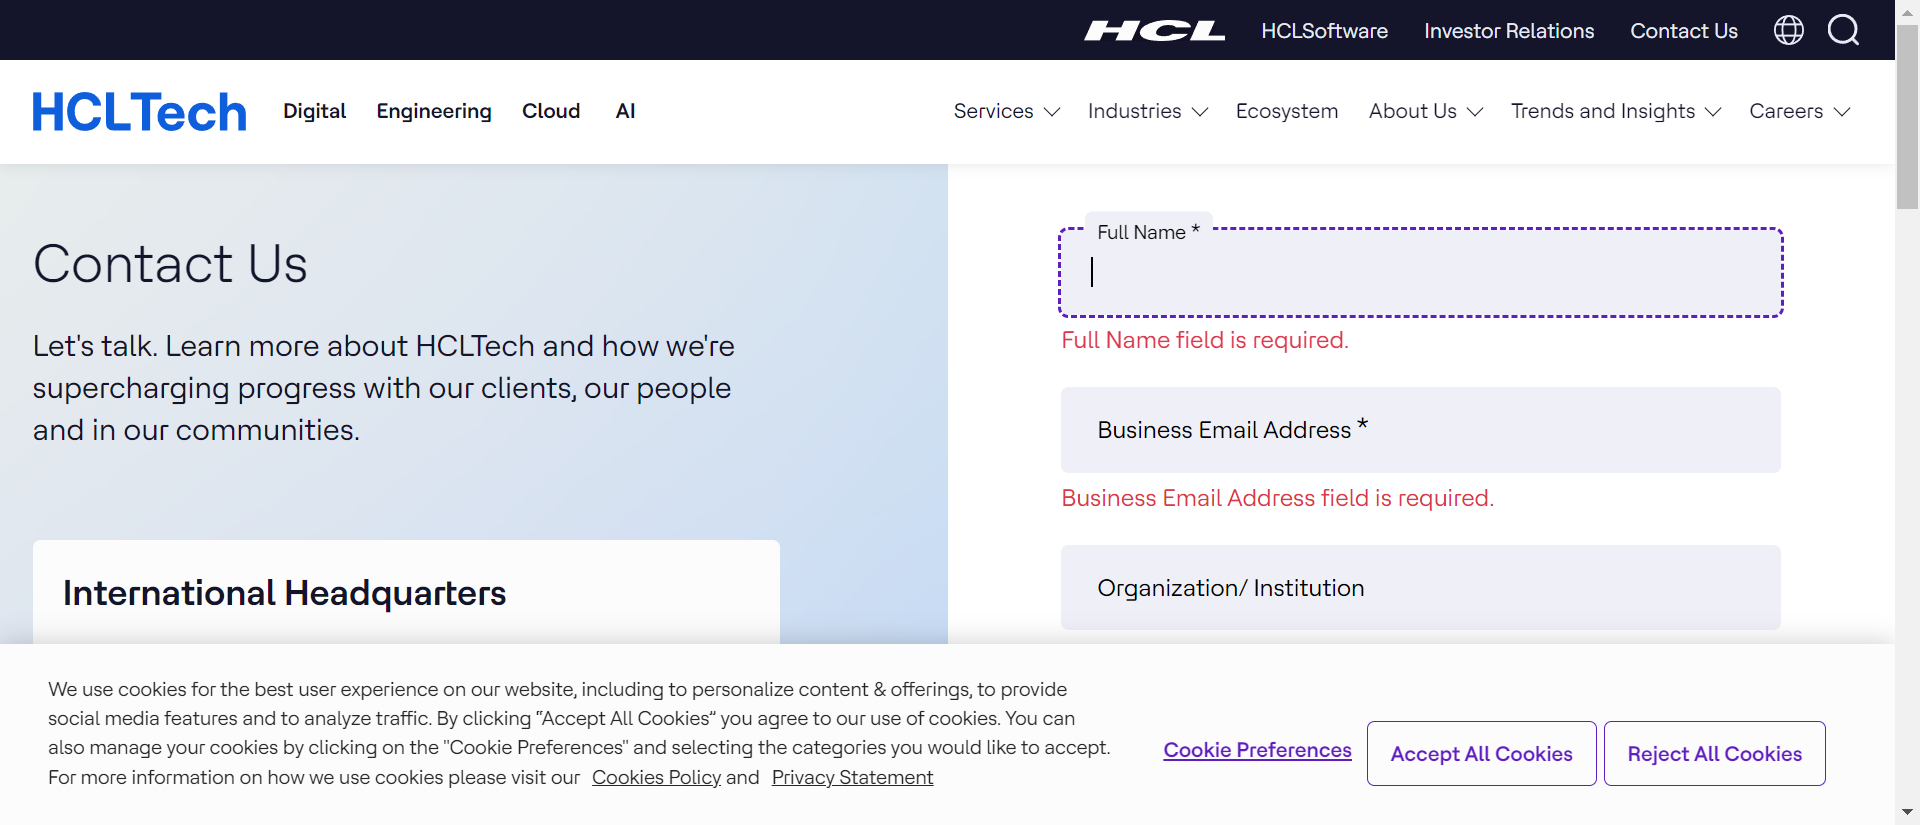 HCL HCLSoftware Investor Relations Contact Us
HCLTech Digital Engineering Cloud AI Services Industries Ecosystem About Us Trends and Insights Careers
Contact Us
Let's talk. Learn more about HCLTech and how we're
supercharging progress with our clients, our people
and in our communities.
International Headquarters
Full Name *
Full Name field is required.
Business Email Address *
Business Email Address field is required.
Organization/ Institution
We use cookies for the best user experience on our website, including to personalize content & offerings, to provide
social media features and to analyze traffic. By clicking “Accept All Cookies” you agree to our use of cookies. You can
also manage your cookies by clicking on the "Cookie Preferences" and selecting the categories you would like to accept.
For more information on how we use cookies please visit our Cookies Policy and Privacy Statement
Cookie Preferences
Accept All Cookies
Reject All Cookies